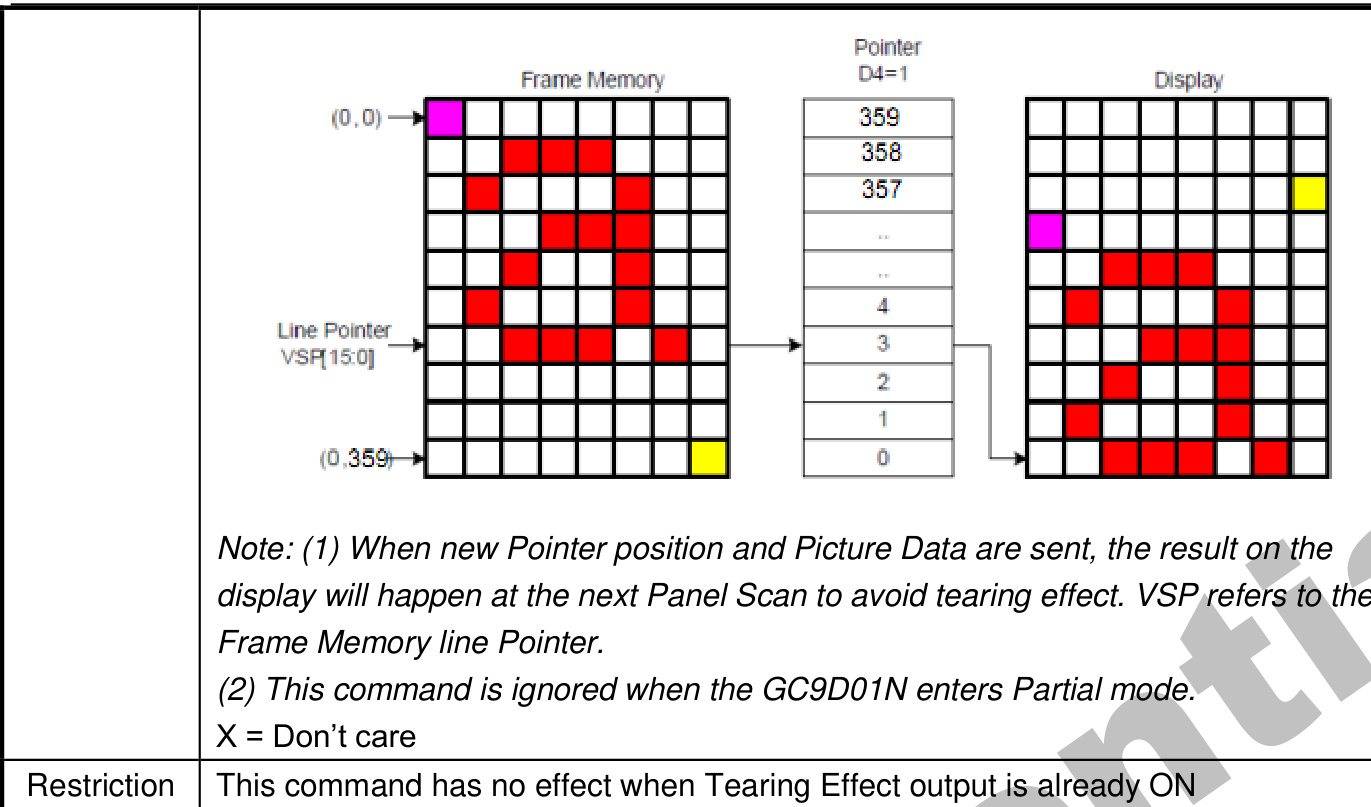 Pointer
D4=1
Frame Memory
Display
(0,0)
359
358
357
..
..
4
Line Pointer
VSP[15:0]
3
2
1
(0,359)
0
Note: (1) When new Pointer position and Picture Data are sent, the result on the
display will happen at the next Panel Scan to avoid tearing effect. VSP refers to the
Frame Memory line Pointer.
(2) This command is ignored when the GC9D01N enters Partial mode.
X = Don't care
Restriction
This command has no effect when Tearing Effect output is already ON